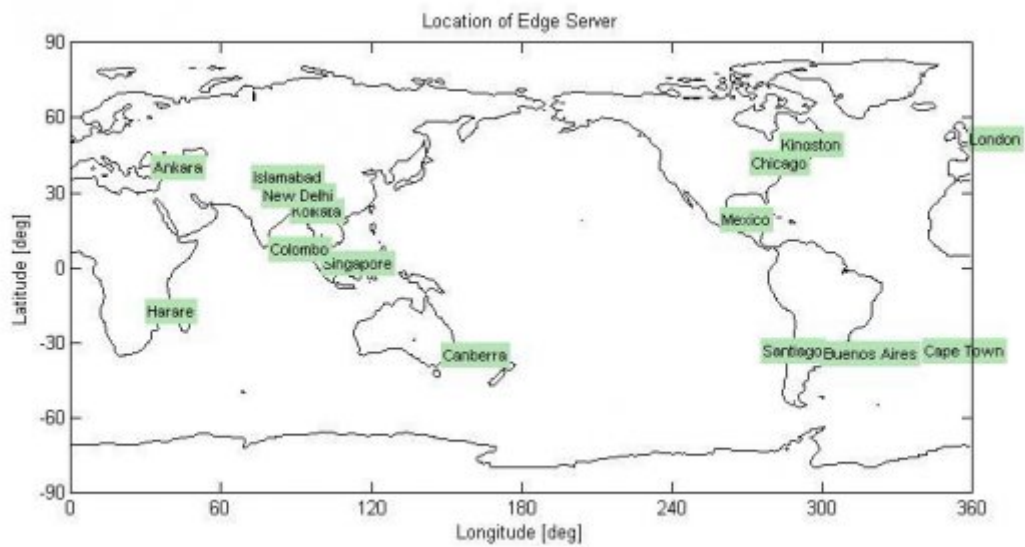 Location of Edge Server
90
60
30
0
-30
-60
-90
Latitude [deg]
London
Kingston
Chicago
Ankara
Islamabad
New Delhi
Kolkata
Mexico
Colombo
Singapore
Harare
Canberra
Santiago
Buenos Aires
Cape Town
0
60
120
180
240
300
360
Longitude [deg]